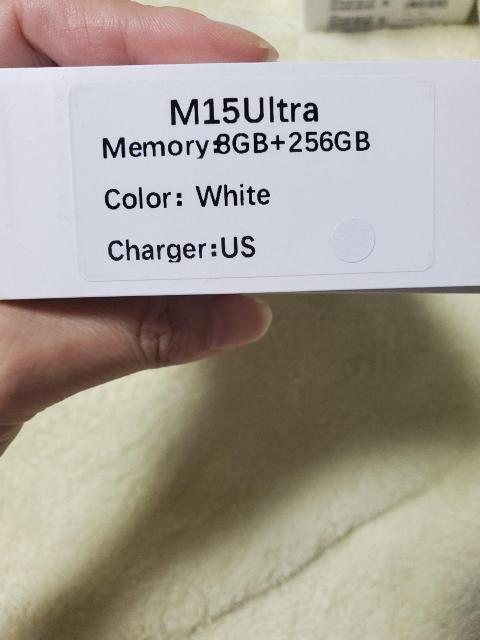 M15Ultra
Memory:8GB+256GB
Color: White
Charger:US